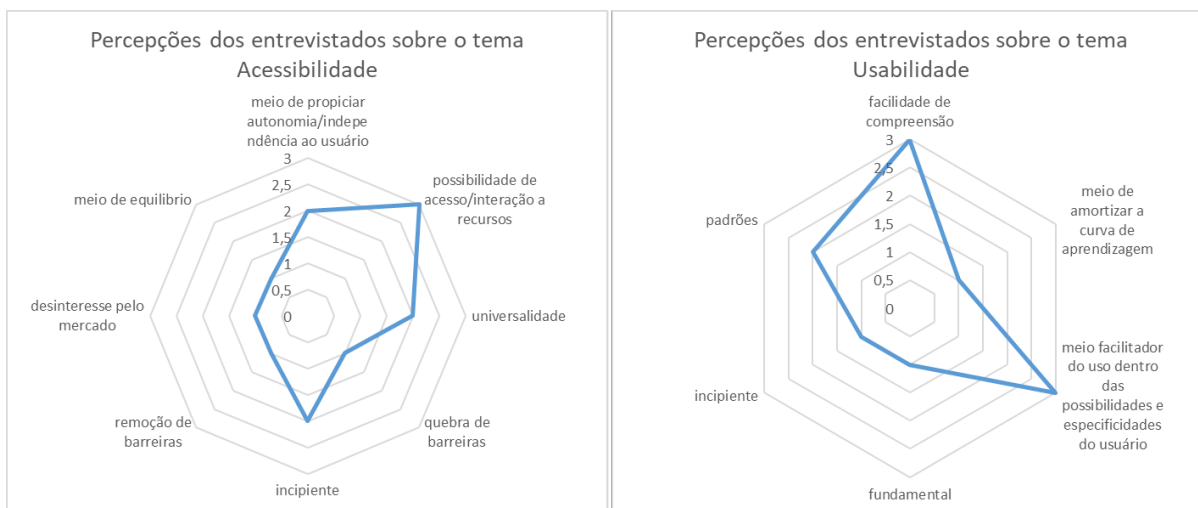 Percepções dos entrevistados sobre o tema
Acessibilidade
meio de propiciar
autonomia/indepe
ndência ao usuário
3
2,5
2
1,5
1
0,5
0
possibilidade de
acesso/interação a
recursos
universalidade
quebra de
barreiras
incipiente
remoção de
barreiras
desinteresse pelo
mercado
meio de equilibrio
Percepções dos entrevistados sobre o tema
Usabilidade
facilidade de
compreensão
3
2,5
2
1,5
1
0,5
0
meio de
amortizar a
curva de
aprendizagem
meio facilitador
do uso dentro
das
possibilidades e
especificidades
do usuário
fundamental
incipiente
padrões